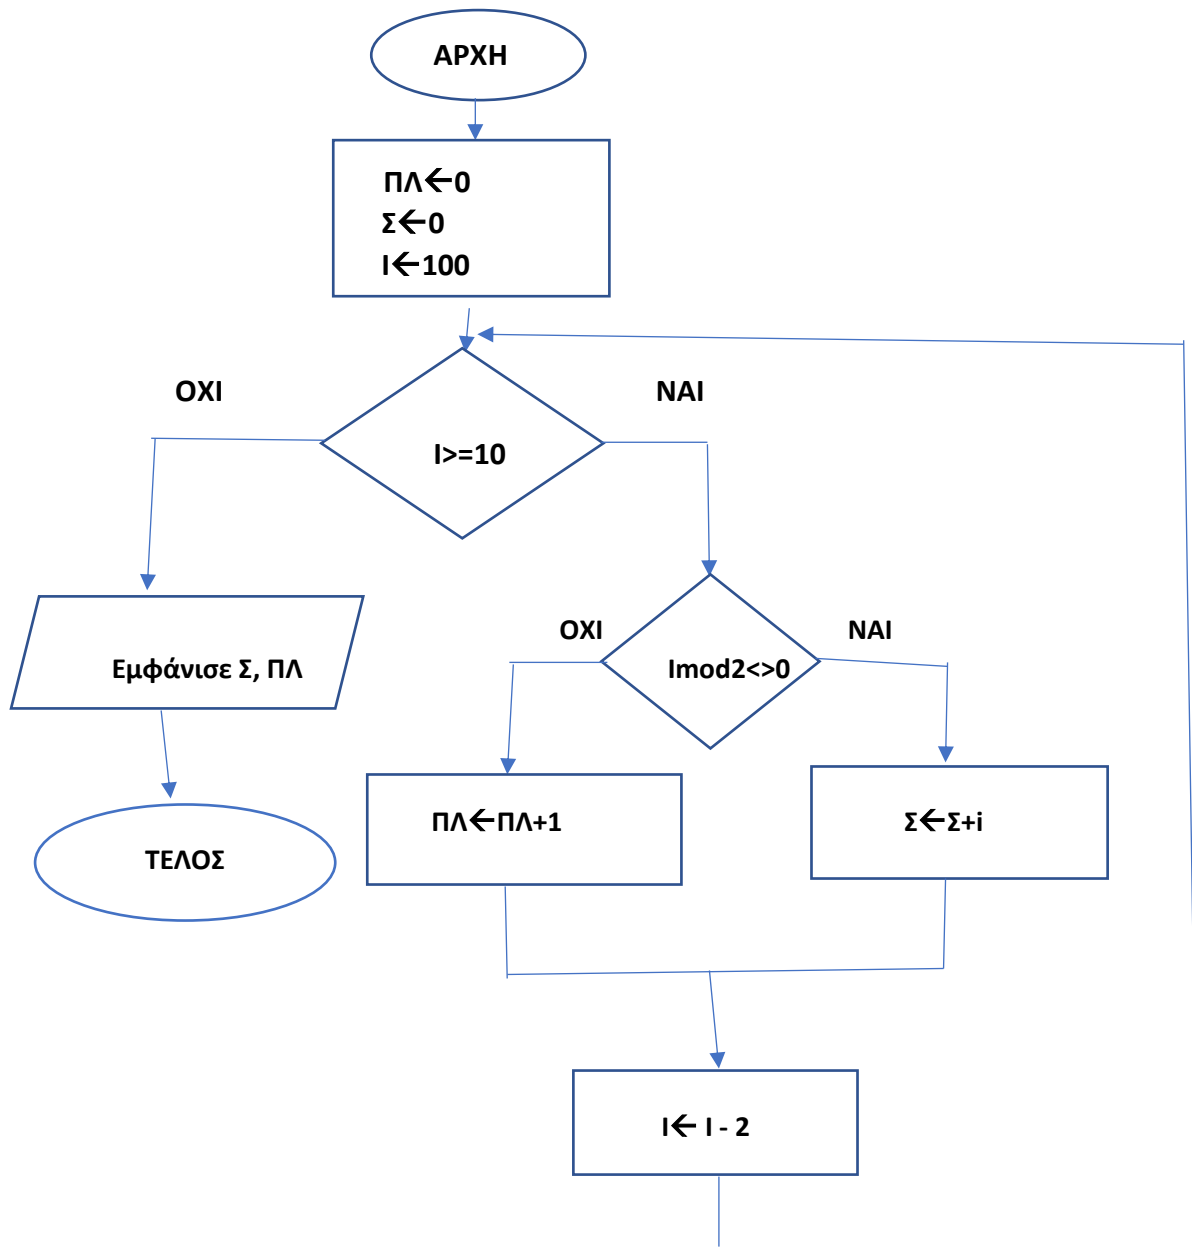 ΑΡΧΗ
ΠΛ🡨0
Σ🡨0
Ι🡨100
ΟΧΙ
ΝΑΙ
Ι>=10
ΟΧΙ
ΝΑΙ
Εμφάνισε Σ, ΠΛ
Imod2<>0
ΠΛ🡨ΠΛ+1
Σ🡨Σ+i
ΤΕΛΟΣ
Ι🡨 Ι - 2